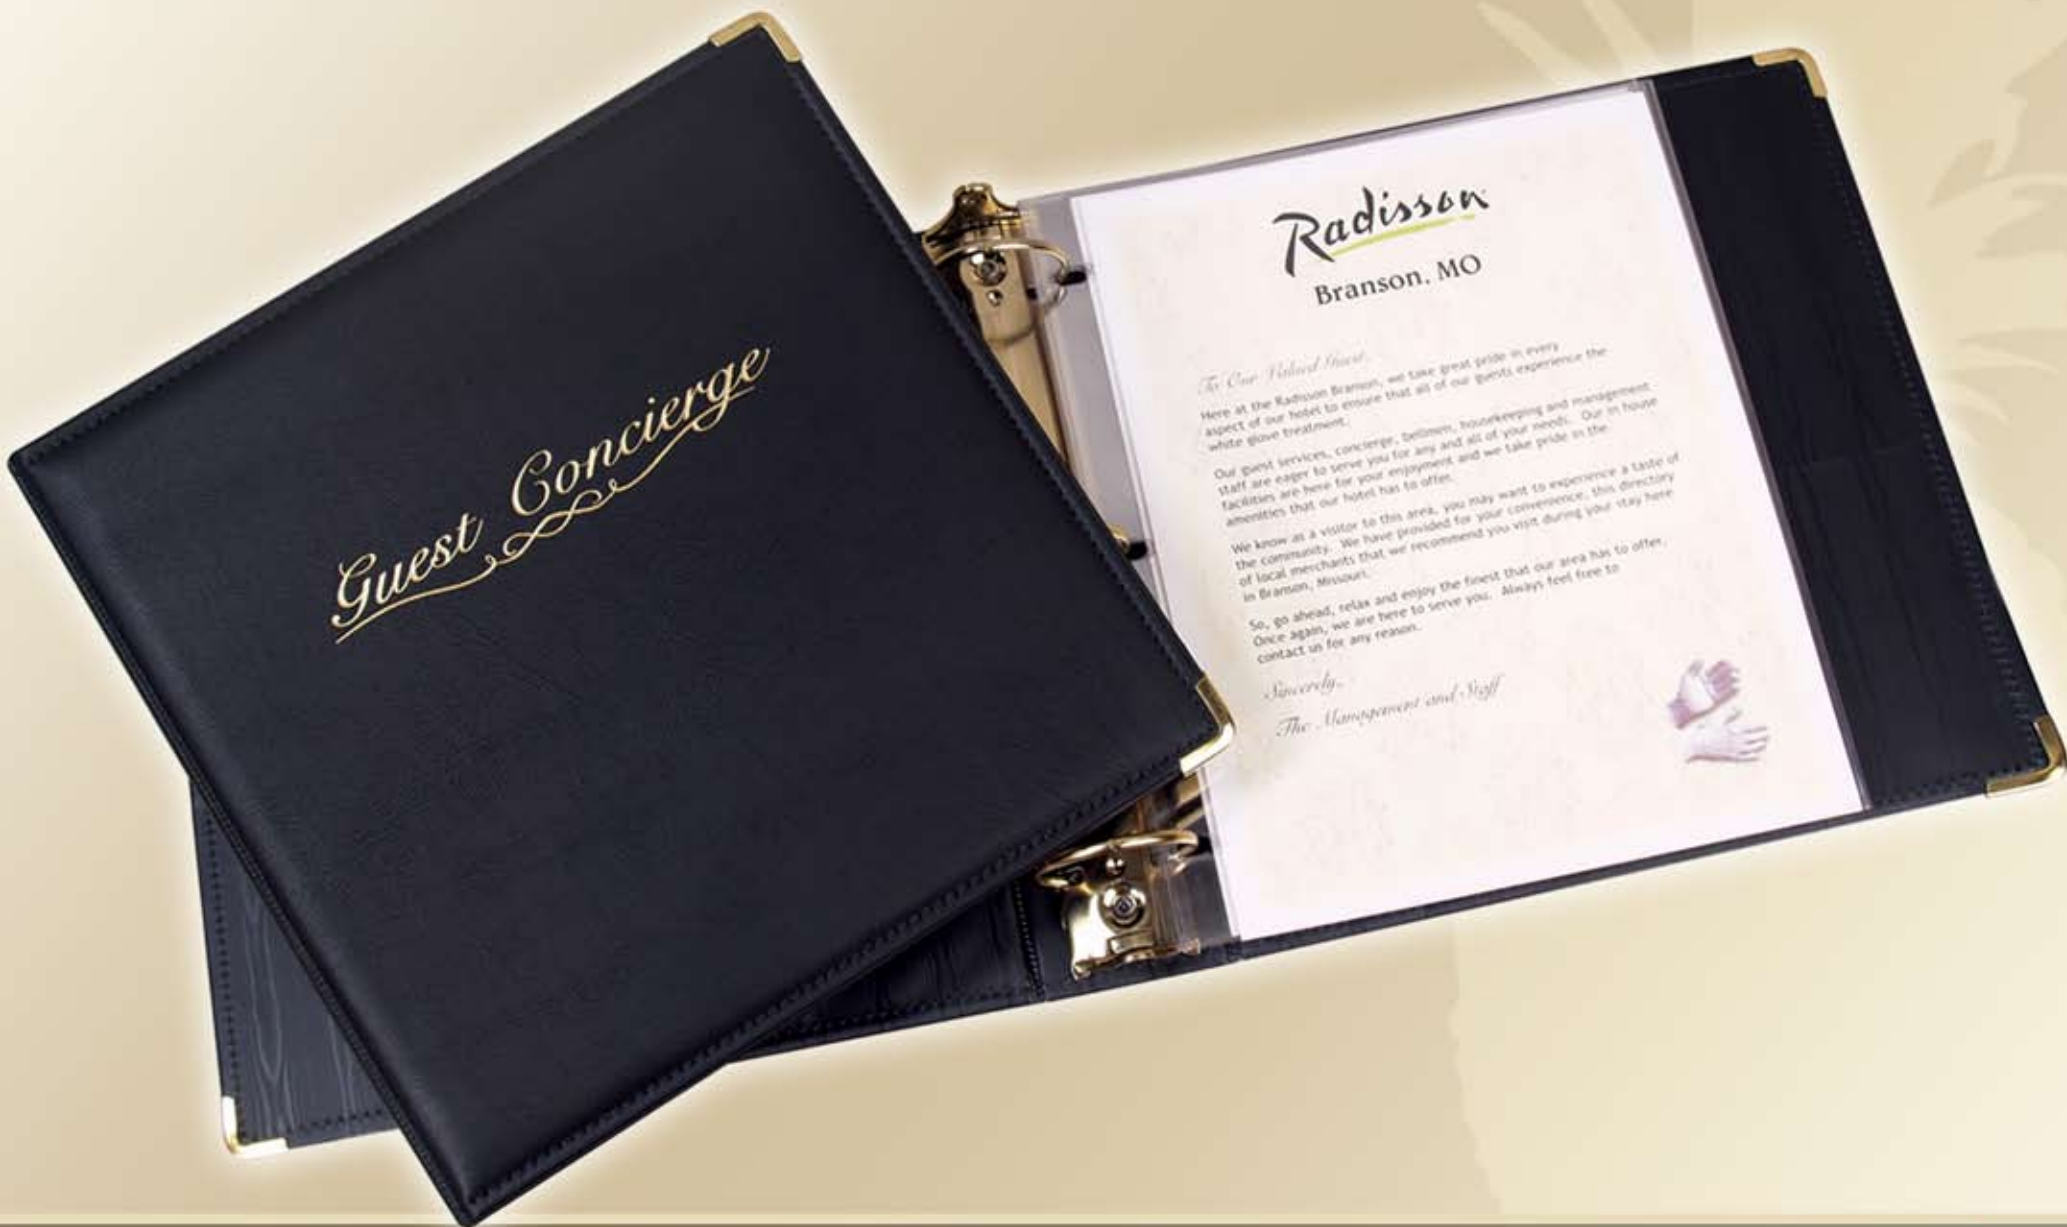 Guest Concierge
Radisson
Branson, MO
To Our Valued Guest,
Here at the Radisson Branson, we take great pride in every
aspect of our hotel to ensure that all of our guests experience the
white glove treatment.
Our guest services, concierge, bellmen, housekeeping and management
staff are eager to serve you for any and all of your needs. Our in house
facilities are here for your enjoyment and we take pride in the
amenities that our hotel has to offer.
We know as a visitor to this area, you may want to experience a taste of
the community. We have provided for your convenience, this directory
of local merchants that we recommend you visit during your stay here
in Branson, Missouri.
So, go ahead, relax and enjoy the finest that our area has to offer.
Once again, we are here to serve you. Always feel free to
contact us for any reason.
Sincerely,
The Management and Staff